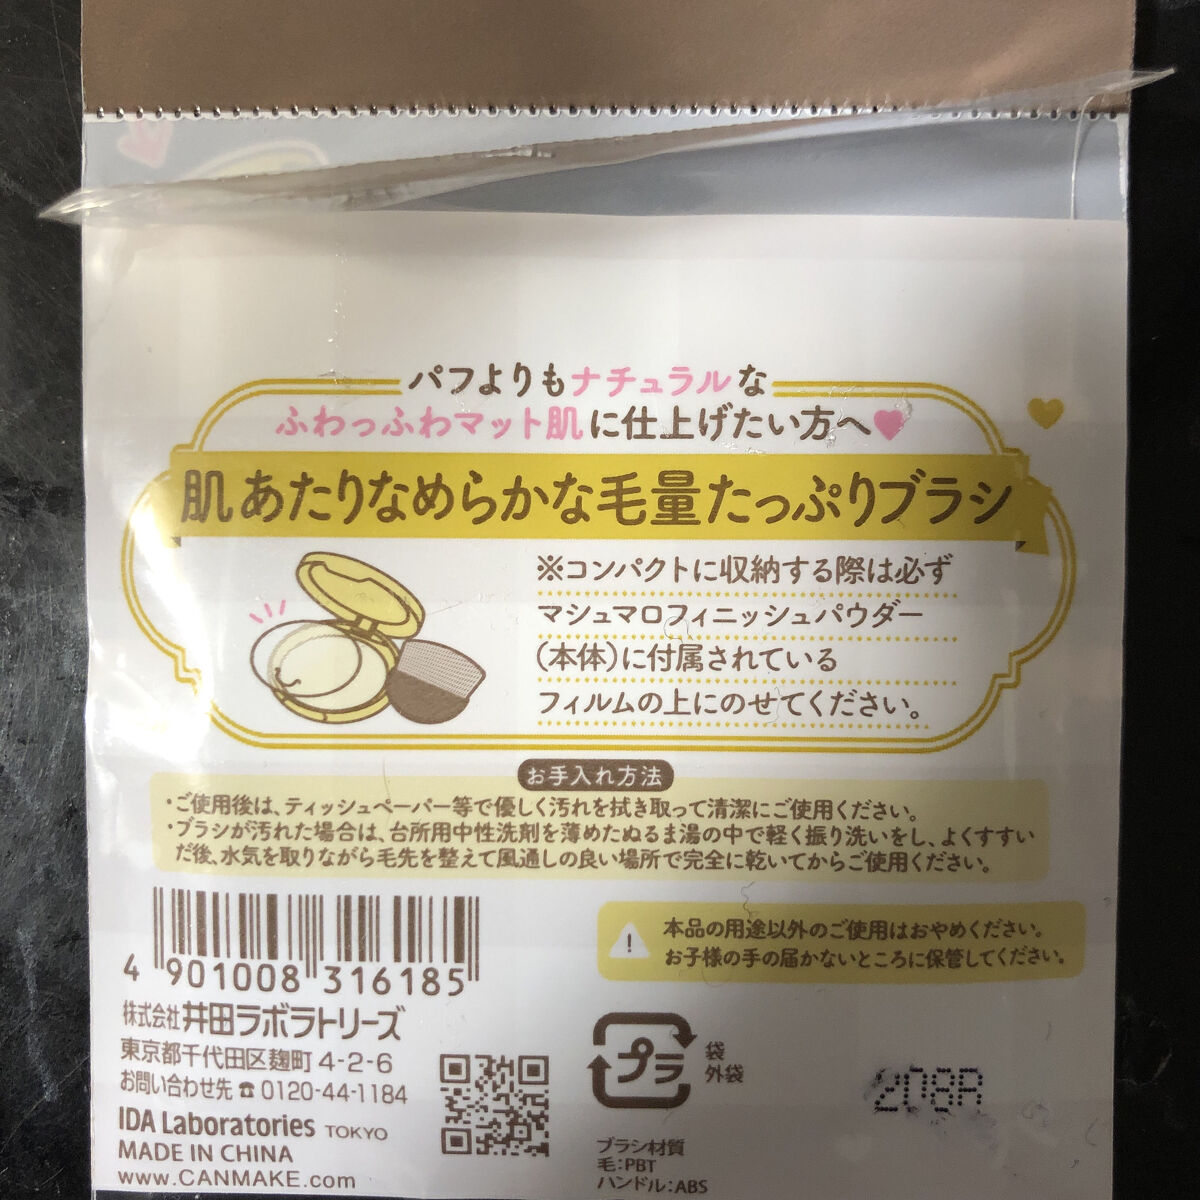 パフよりもナチュラルな
ふわっふわマット肌に仕上げたい方へ
肌あたりなめらかな毛量たっぷりブラシ
※コンパクトに収納する際は必ず
マシュマロフィニッシュパウダー
(本体)に付属されている
フィルムの上にのせてください。
お手入れ方法
・ご使用後は、ティッシュペーパー等で優しく汚れを拭き取って清潔にご使用ください。
・ブラシが汚れた場合は、台所用中性洗剤を薄めたぬるま湯の中で軽く振り洗いをし、よくすすい
だ後、水気を取りながら毛先を整えて風通しの良い場所で完全に乾いてからご使用ください。
本品の用途以外のご使用はおやめください。
お子様の手の届かないところに保管してください。
4 901008 316185
株式会社 井田ラボラトリーズ
東京都千代田区麹町 4-2-6
お問い合わせ先 ☎ 0120-44-1184
IDA Laboratories TOKYO
MADE IN CHINA
www.CANMAKE.com
プラ
袋
外袋
ブラシ材質
毛:PBT
ハンドル:ABS
208A